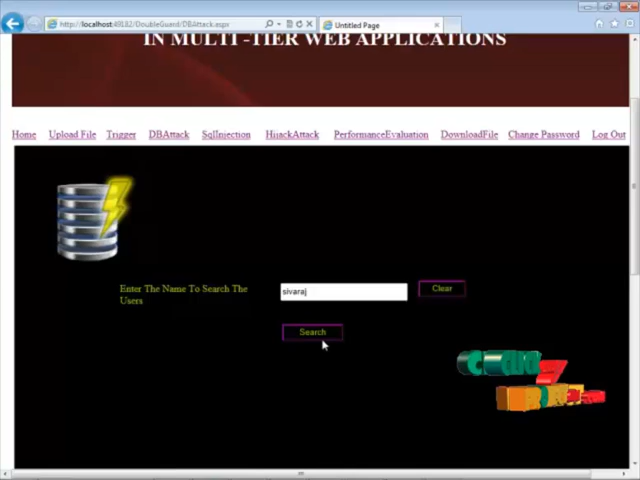 http://localhost:49182/DoubleGuard/DBAttack.aspx
Untitled Page
IN MULTI -TIER WEB APPLICATIONS
Home Upload File Trigger DBAttack SqlInjection HijackAttack PerformanceEvaluation DownloadFile Change Password Log Out
Enter The Name To Search The
Users
sivaraj
Clear
Search